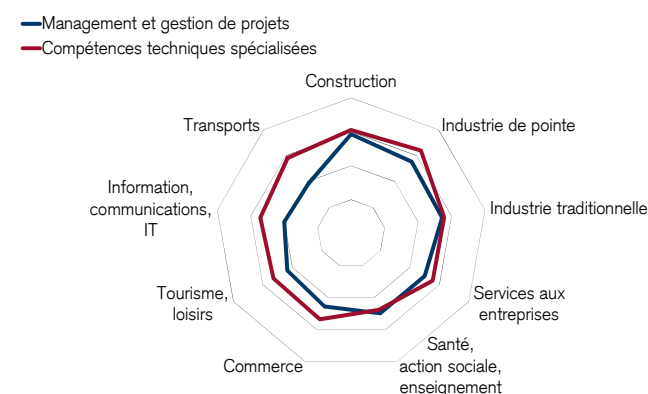 Management et gestion de projets
Compétences techniques spécialisées
Construction
Transports
Industrie de pointe
Information,
communications,
IT
Industrie traditionnelle
Tourisme,
loisirs
Services aux
entreprises
Commerce
Santé,
action sociale,
enseignement